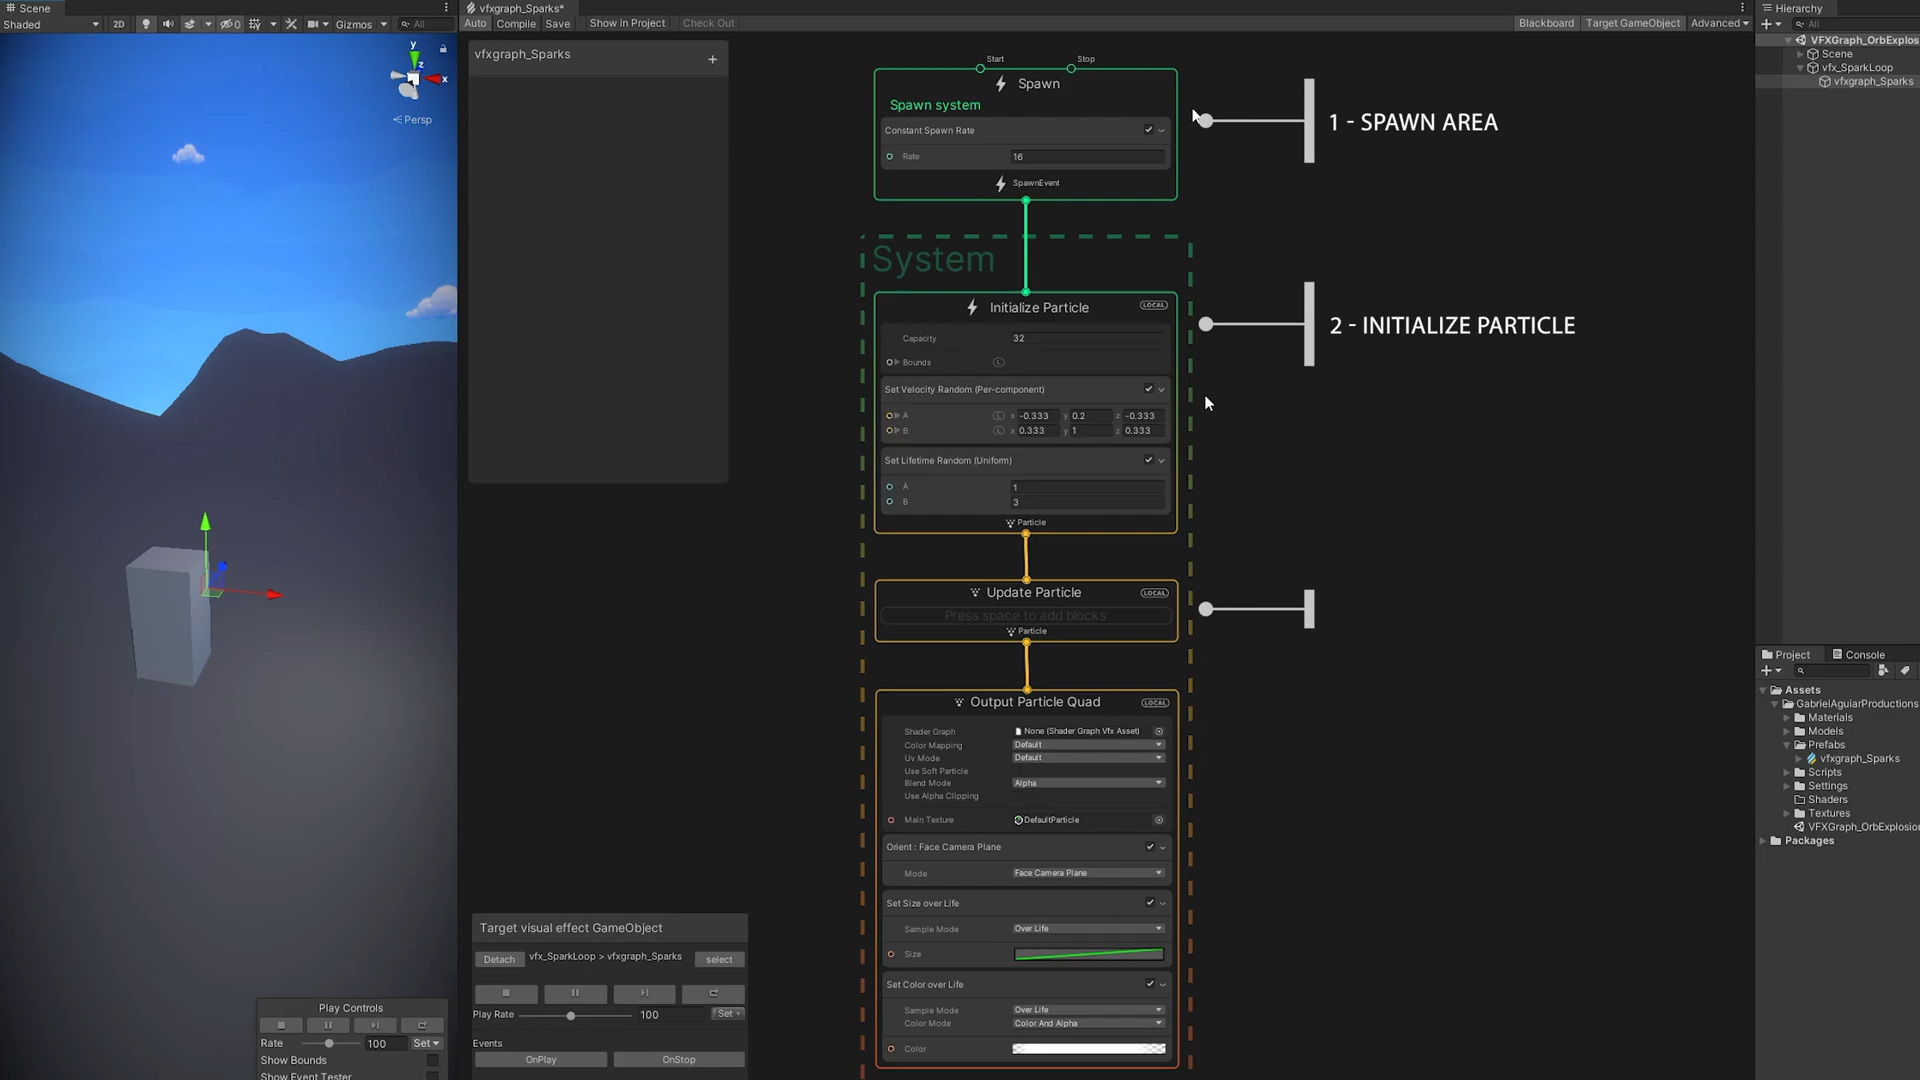 Scene
Shaded
2D
0
Gizmos
All
y
z
x
Persp
Play Controls
Rate
100
Set
Show Bounds
Show Event Tester
vfxgraph_Sparks*
Auto
Compile
Save
Show in Project
Check Out
Blackboard
Target GameObject
Advanced
vfxgraph_Sparks
+
Start
Stop
Spawn
Spawn system
Constant Spawn Rate
Rate
16
SpawnEvent
1 - SPAWN AREA
System
Initialize Particle
LOCAL
Capacity
32
Bounds
L
Set Velocity Random (Per-component)
A
L
x -0.333 y 0.2 z -0.333
B
L
x 0.333 y 1 z 0.333
Set Lifetime Random (Uniform)
A
1
B
3
Particle
2 - INITIALIZE PARTICLE
Update Particle
LOCAL
Press space to add blocks
Particle
Output Particle Quad
LOCAL
Shader Graph
None (Shader Graph Vfx Asset)
Color Mapping
Default
Uv Mode
Default
Use Soft Particle
Blend Mode
Alpha
Use Alpha Clipping
Main Texture
DefaultParticle
Orient : Face Camera Plane
Mode
Face Camera Plane
Set Size over Life
Sample Mode
Over Life
Size
Set Color over Life
Sample Mode
Over Life
Color Mode
Color And Alpha
Color
Target visual effect GameObject
Detach
vfx_SparkLoop > vfxgraph_Sparks
select
Play Rate
100
Set
Events
OnPlay
OnStop
Hierarchy
All
VFXGraph_OrbExplos
Scene
vfx_SparkLoop
vfxgraph_Sparks
Project
Console
Assets
GabrielAguiarProductions
Materials
Models
Prefabs
vfxgraph_Sparks
Scripts
Settings
Shaders
Textures
VFXGraph_OrbExplosion
Packages